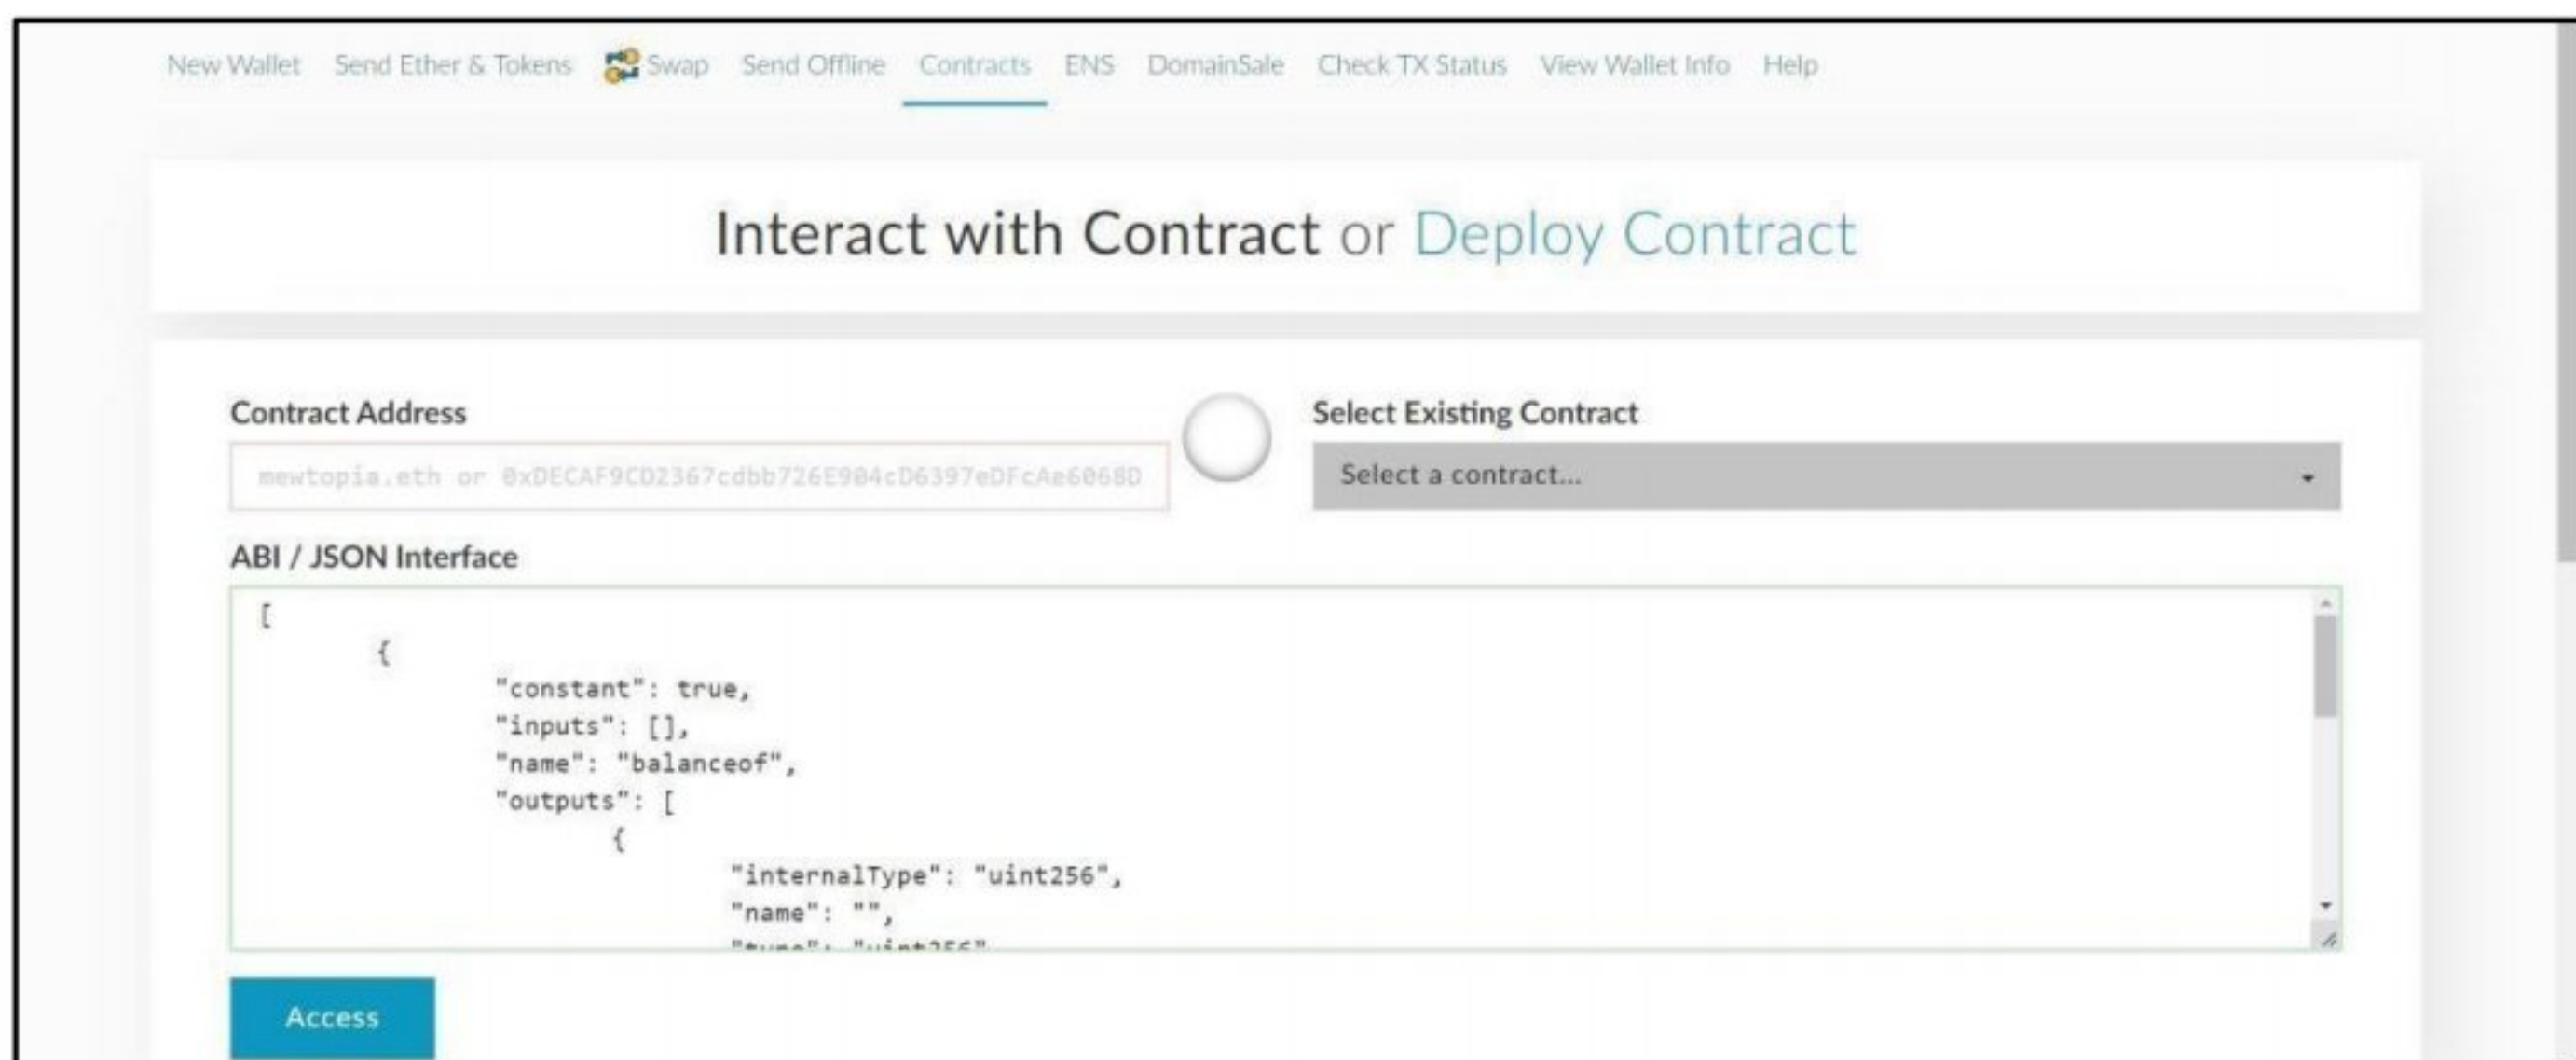 New Wallet Send Ether & Tokens Swap Send Offline Contracts ENS DomainSale Check TX Status View Wallet Info Help
Interact with Contract or Deploy Contract
Contract Address
mewtopia.eth or 0xDECAF9CD2367cdbb726E904cD6397eDFcAe6068D
Select Existing Contract
Select a contract...
ABI / JSON Interface
[
{
"constant": true,
"inputs": [],
"name": "balanceof",
"outputs": [
{
"internalType": "uint256",
"name": "",
"type": "uint256"
Access